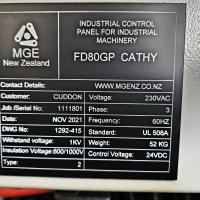 MGE
New Zealand
INDUSTRIAL CONTROL
PANEL FOR INDUSTRIAL
MACHINERY
FD80GP CATHY
Contact Details: WWW.MGENZ.CO.NZ
Customer: CUDDON Voltage: 230VAC
Job /Serial No: 1111801 Phase: 3
Date: NOV 2021 Frequency: 60HZ
DWG No: 1292-415 Standard: UL 508A
Withstanding Voltage: 1KV Weight: 52 KG
Insulation Voltage: 600/1000V Control Voltage: 24VDC
Type: 2